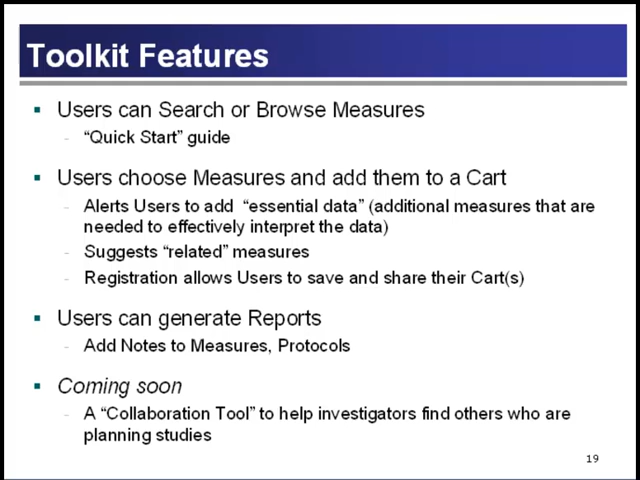 Toolkit Features
▪ Users can Search or Browse Measures
- "Quick Start" guide
▪ Users choose Measures and add them to a Cart
- Alerts Users to add "essential data" (additional measures that are
needed to effectively interpret the data)
- Suggests "related" measures
- Registration allows Users to save and share their Cart(s)
▪ Users can generate Reports
- Add Notes to Measures, Protocols
▪ Coming soon
- A "Collaboration Tool" to help investigators find others who are
planning studies
19